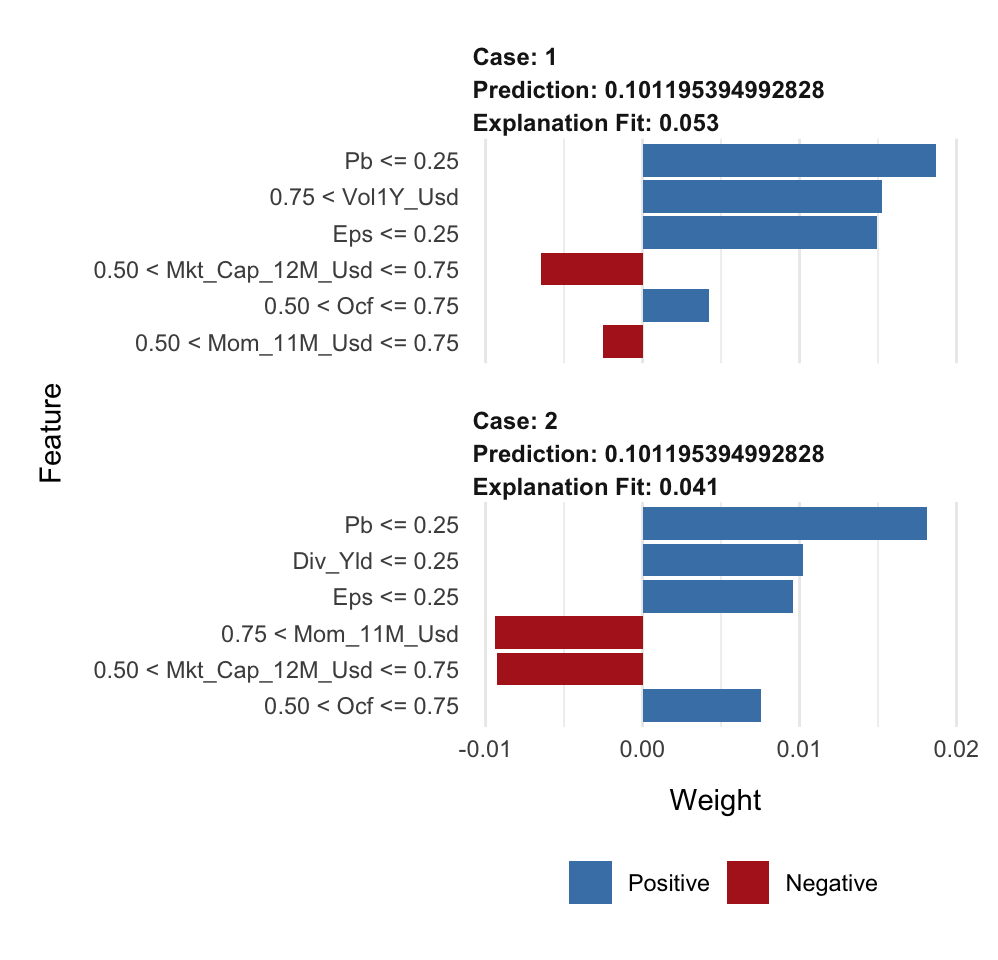 Case: 1
Prediction: 0.101195394992828
Explanation Fit: 0.053
Pb <= 0.25
0.75 < Vol1Y_Usd
Eps <= 0.25
0.50 < Mkt_Cap_12M_Usd <= 0.75
0.50 < Ocf <= 0.75
0.50 < Mom_11M_Usd <= 0.75
Feature
Case: 2
Prediction: 0.101195394992828
Explanation Fit: 0.041
Pb <= 0.25
Div_Yld <= 0.25
Eps <= 0.25
0.75 < Mom_11M_Usd
0.50 < Mkt_Cap_12M_Usd <= 0.75
0.50 < Ocf <= 0.75
-0.01 0.00 0.01 0.02
Weight
Positive Negative